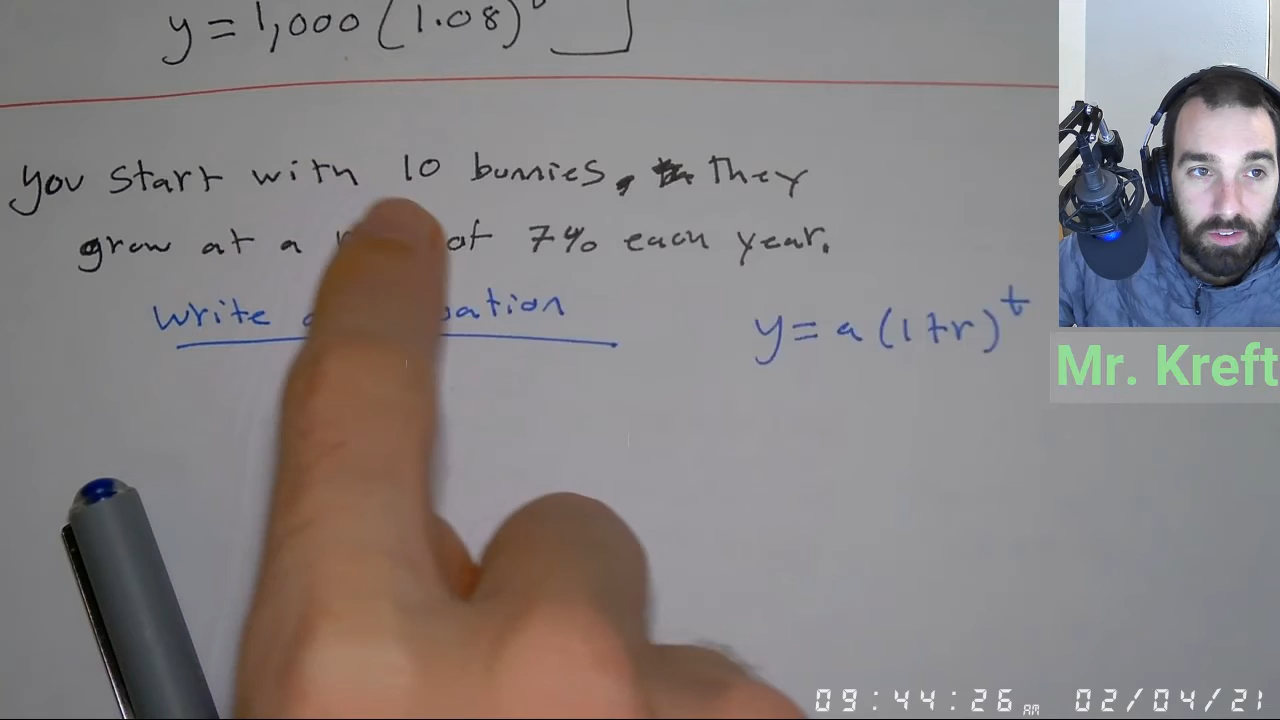 y = 1,000 (1.08)
You start with 10 bunnies, They
grow at a of 7% each year.
Write
y = a (1 + r)^t
Mr. Kreft
09:44:26 AM 02/04/21